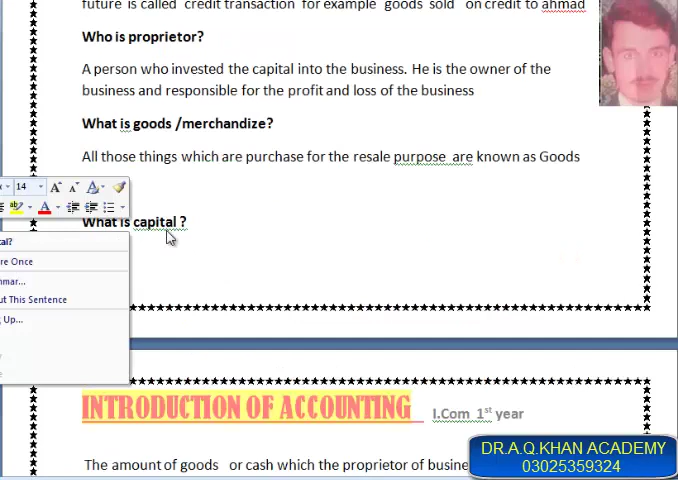 future is called credit transaction for example goods sold on credit to ahmad
Who is proprietor?
A person who invested the capital into the business. He is the owner of the
business and responsible for the profit and loss of the business
What is goods /merchandize?
All those things which are purchase for the resale purpose are known as Goods
14
What is capital ?
tal?
re Once
mar...
ut This Sentence
Up...
INTRODUCTION OF ACCOUNTING I.Com 1st year
The amount of goods or cash which the proprietor of busine
DR.A.Q.KHAN ACADEMY
03025359324